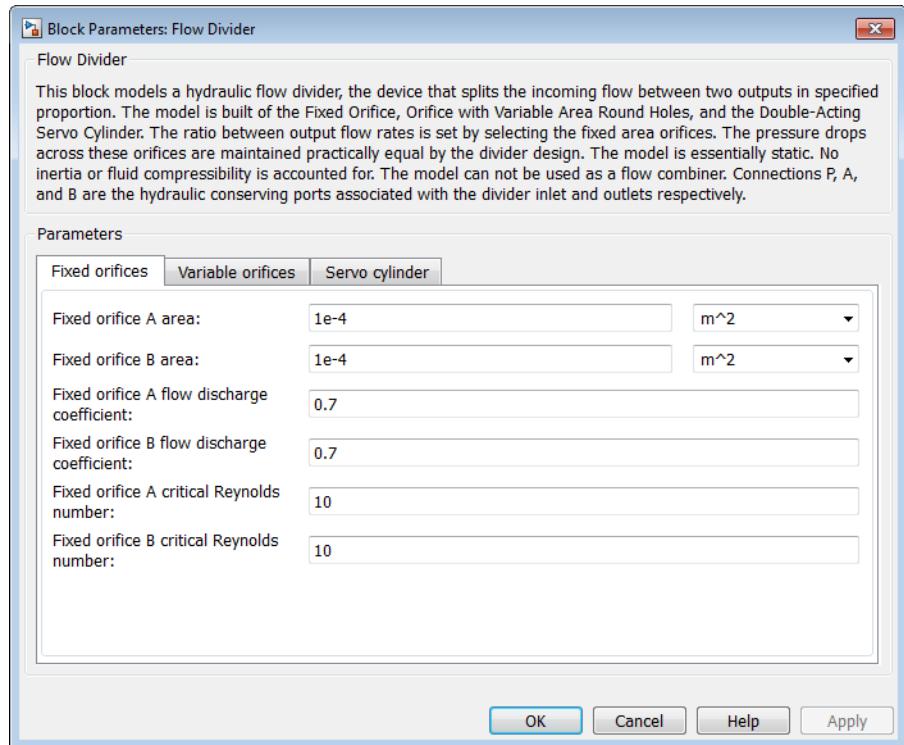 Block Parameters: Flow Divider
Flow Divider
This block models a hydraulic flow divider, the device that splits the incoming flow between two outputs in specified
proportion. The model is built of the Fixed Orifice, Orifice with Variable Area Round Holes, and the Double-Acting
Servo Cylinder. The ratio between output flow rates is set by selecting the fixed area orifices. The pressure drops
across these orifices are maintained practically equal by the divider design. The model is essentially static. No
inertia or fluid compressibility is accounted for. The model can not be used as a flow combiner. Connections P, A,
and B are the hydraulic conserving ports associated with the divider inlet and outlets respectively.
Parameters
Fixed orifices Variable orifices Servo cylinder
Fixed orifice A area: 1e-4 m^2
Fixed orifice B area: 1e-4 m^2
Fixed orifice A flow discharge
coefficient: 0.7
Fixed orifice B flow discharge
coefficient: 0.7
Fixed orifice A critical Reynolds
number: 10
Fixed orifice B critical Reynolds
number: 10
OK Cancel Help Apply